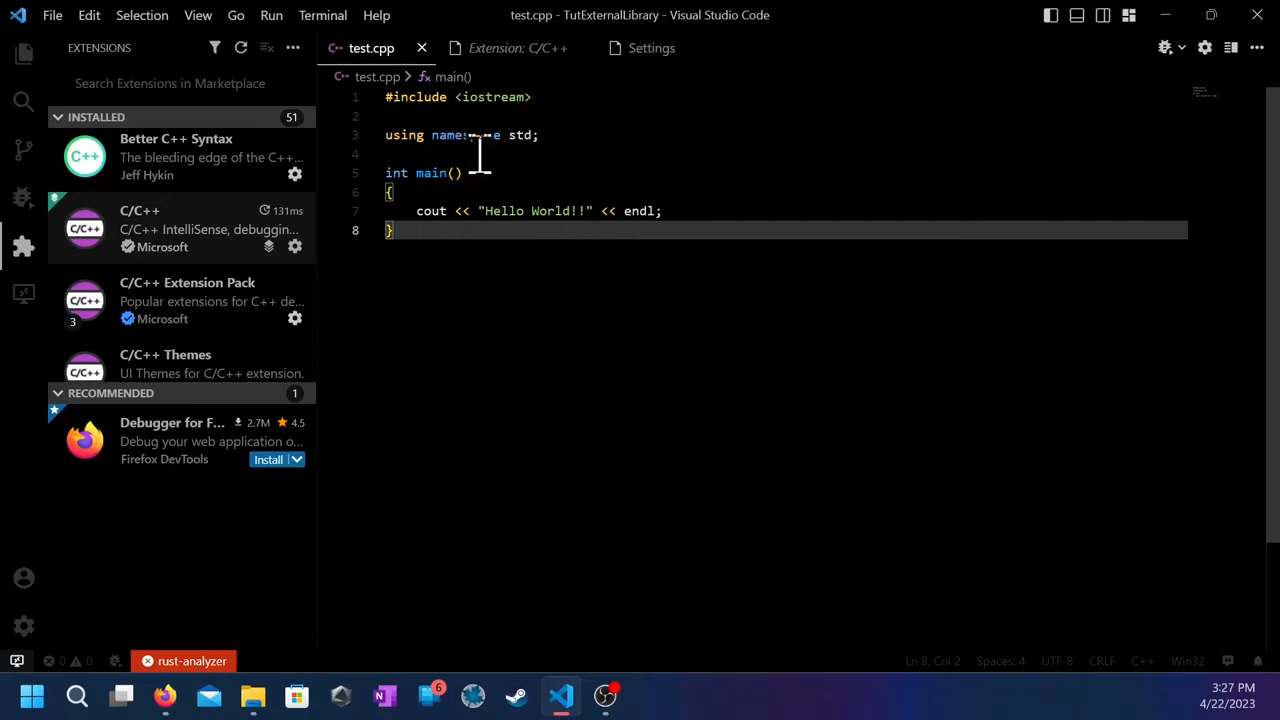 File Edit Selection View Go Run Terminal Help
test.cpp - TutExternalLibrary - Visual Studio Code
EXTENSIONS
Search Extensions in Marketplace
INSTALLED 51
C++
Better C++ Syntax
The bleeding edge of the C++...
Jeff Hykin
C/C++
C/C++ 131ms
C/C++ IntelliSense, debuggin...
Microsoft
C/C++
3
C/C++ Extension Pack
Popular extensions for C++ de...
Microsoft
C/C++
C/C++ Themes
UI Themes for C/C++ extension.
RECOMMENDED 1
Debugger for F... 2.7M 4.5
Debug your web application o...
Firefox DevTools Install
test.cpp Extension: C/C++ Settings
test.cpp main()
1 #include <iostream>
2
3 using namespace std;
4
5 int main()
6 {
7 cout << "Hello World!!" << endl;
8 }
0 0 rust-analyzer Ln 8, Col 2 Spaces: 4 UTF-8 CRLF C++ Win32
6
3:27 PM
4/22/2023